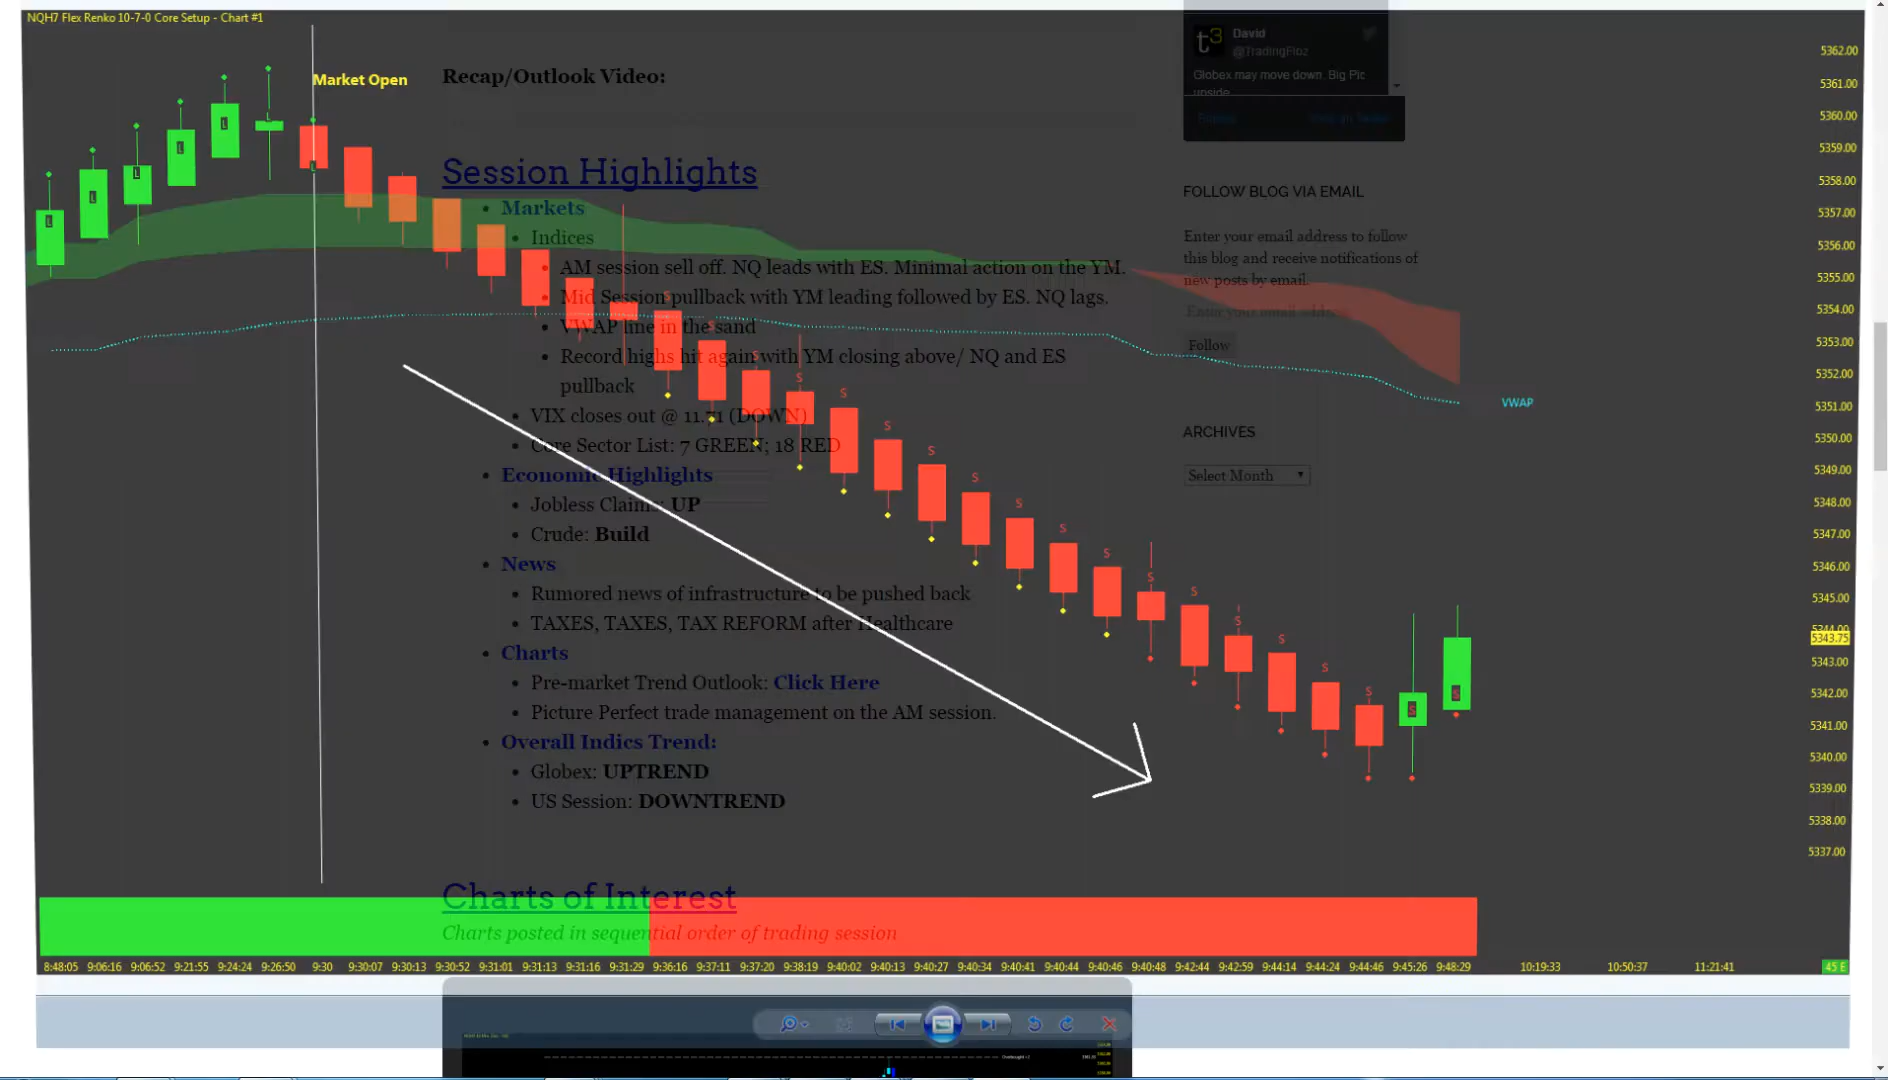 NQH7 Flex Renko 10-7-0 Core Setup - Chart #1
Market Open
Recap/Outlook Video:
Session Highlights
Markets
Indices
AM session sell off. NQ leads with ES. Minimal action on the YM.
Mid Session pullback with YM leading followed by ES. NQ lags.
VWAP line in the sand
Record highs hit again with YM closing above/ NQ and ES
pullback
VIX closes out @ 11.71 (DOWN)
Core Sector List: 7 GREEN; 18 RED
Economic Highlights
Jobless Claims: UP
Crude: Build
News
Rumored news of infrastructure to be pushed back
TAXES, TAXES, TAX REFORM after Healthcare
Charts
Pre-market Trend Outlook: Click Here
Picture Perfect trade management on the AM session.
Overall Indics Trend:
Globex: UPTREND
US Session: DOWNTREND
Charts of Interest
Charts posted in sequential order of trading session
t3
David
@TradingFloz
Globex may move down. Big Pic
upside
FOLLOW BLOG VIA EMAIL
Enter your email address to follow
this blog and receive notifications of
new posts by email.
Enter your email addre
Follow
VWAP
ARCHIVES
Select Month
5362.00
5361.00
5360.00
5359.00
5358.00
5357.00
5356.00
5355.00
5354.00
5353.00
5352.00
5351.00
5350.00
5349.00
5348.00
5347.00
5346.00
5345.00
5344.00
5343.75
5343.00
5342.00
5341.00
5340.00
5339.00
5338.00
5337.00
8:48:05 9:06:16 9:06:52 9:21:55 9:24:24 9:26:50 9:30 9:30:07 9:30:13 9:30:52 9:31:01 9:31:13 9:31:16 9:31:29 9:36:16 9:37:11 9:37:20 9:38:19 9:40:02 9:40:13 9:40:27 9:40:34 9:40:41 9:40:44 9:40:46 9:40:48 9:42:44 9:42:59 9:44:14 9:44:24 9:44:46 9:45:26 9:48:29 10:19:33 10:50:37 11:21:41 45 E